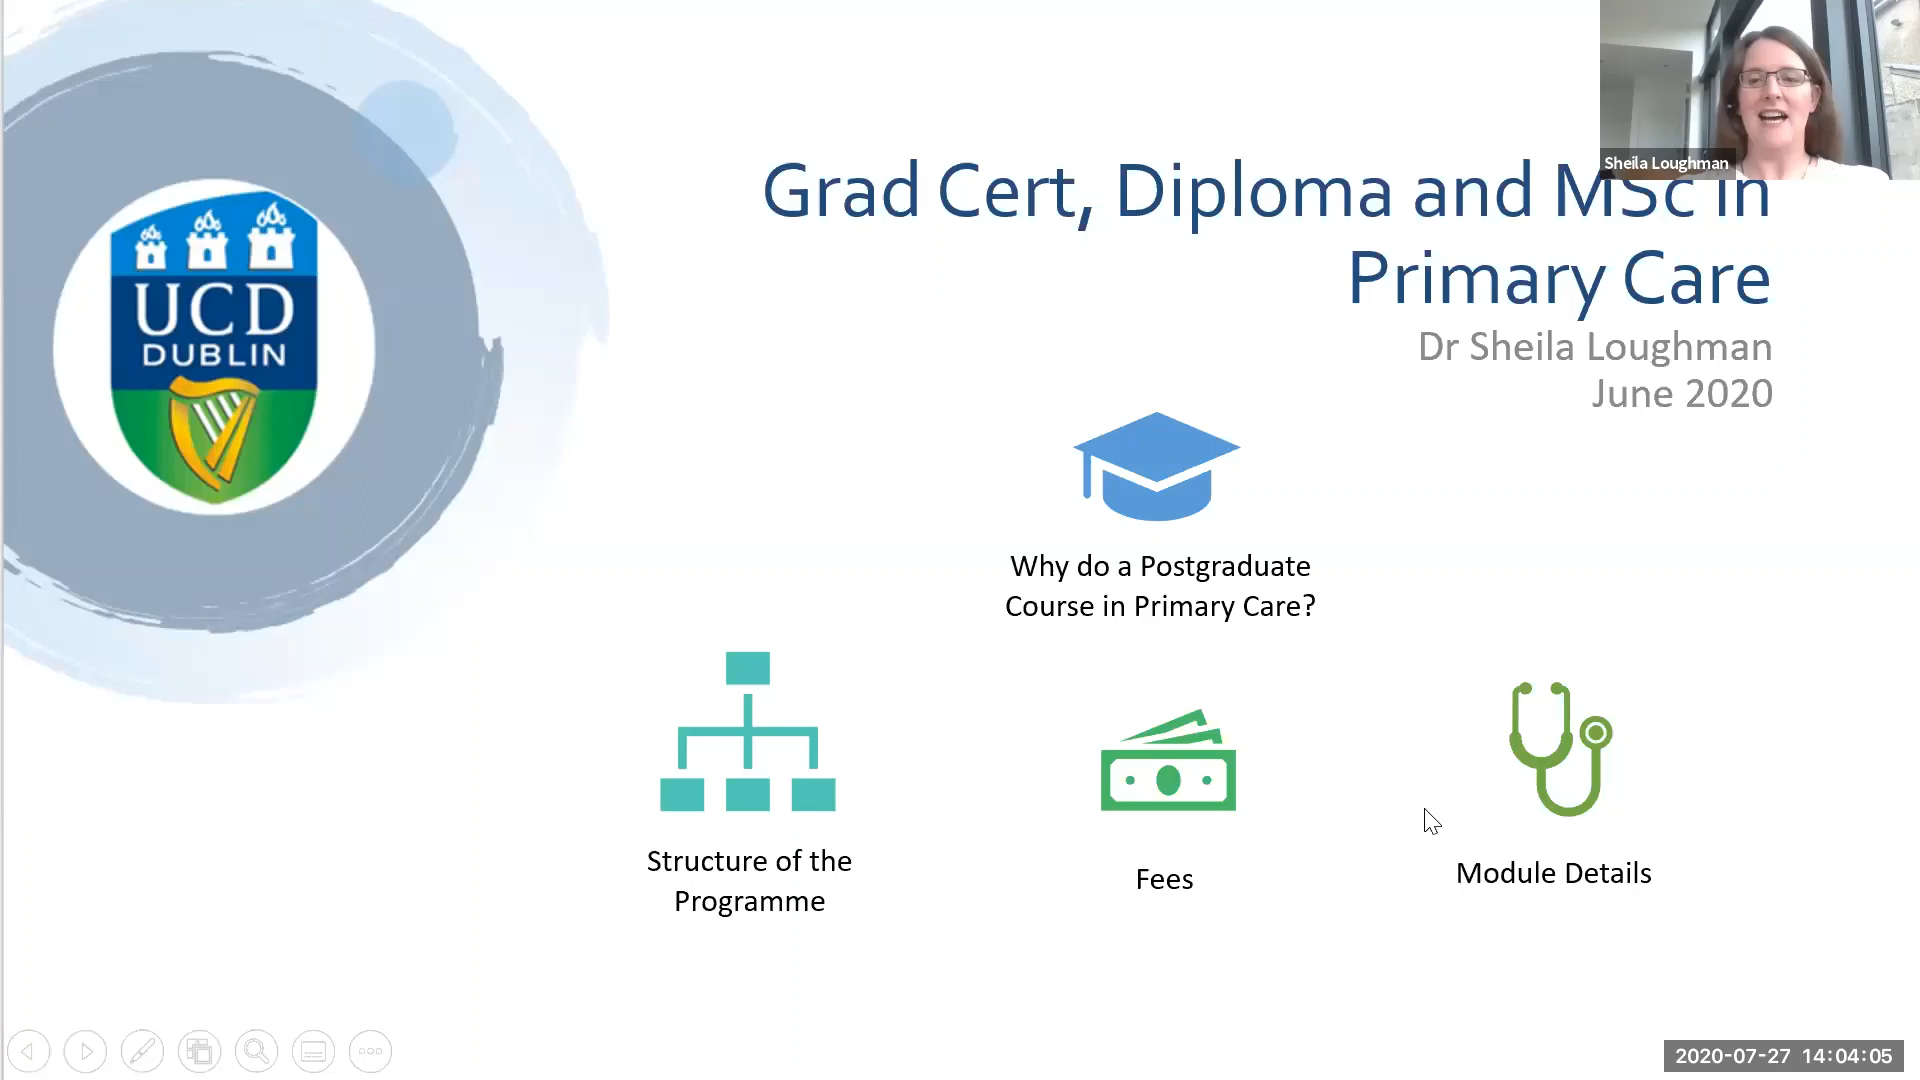 Sheila Loughman
Grad Cert, Diploma and MSc in
Primary Care
Dr Sheila Loughman
June 2020
UCD
DUBLIN
Why do a Postgraduate
Course in Primary Care?
Structure of the
Programme
Fees
Module Details
2020-07-27 14:04:05